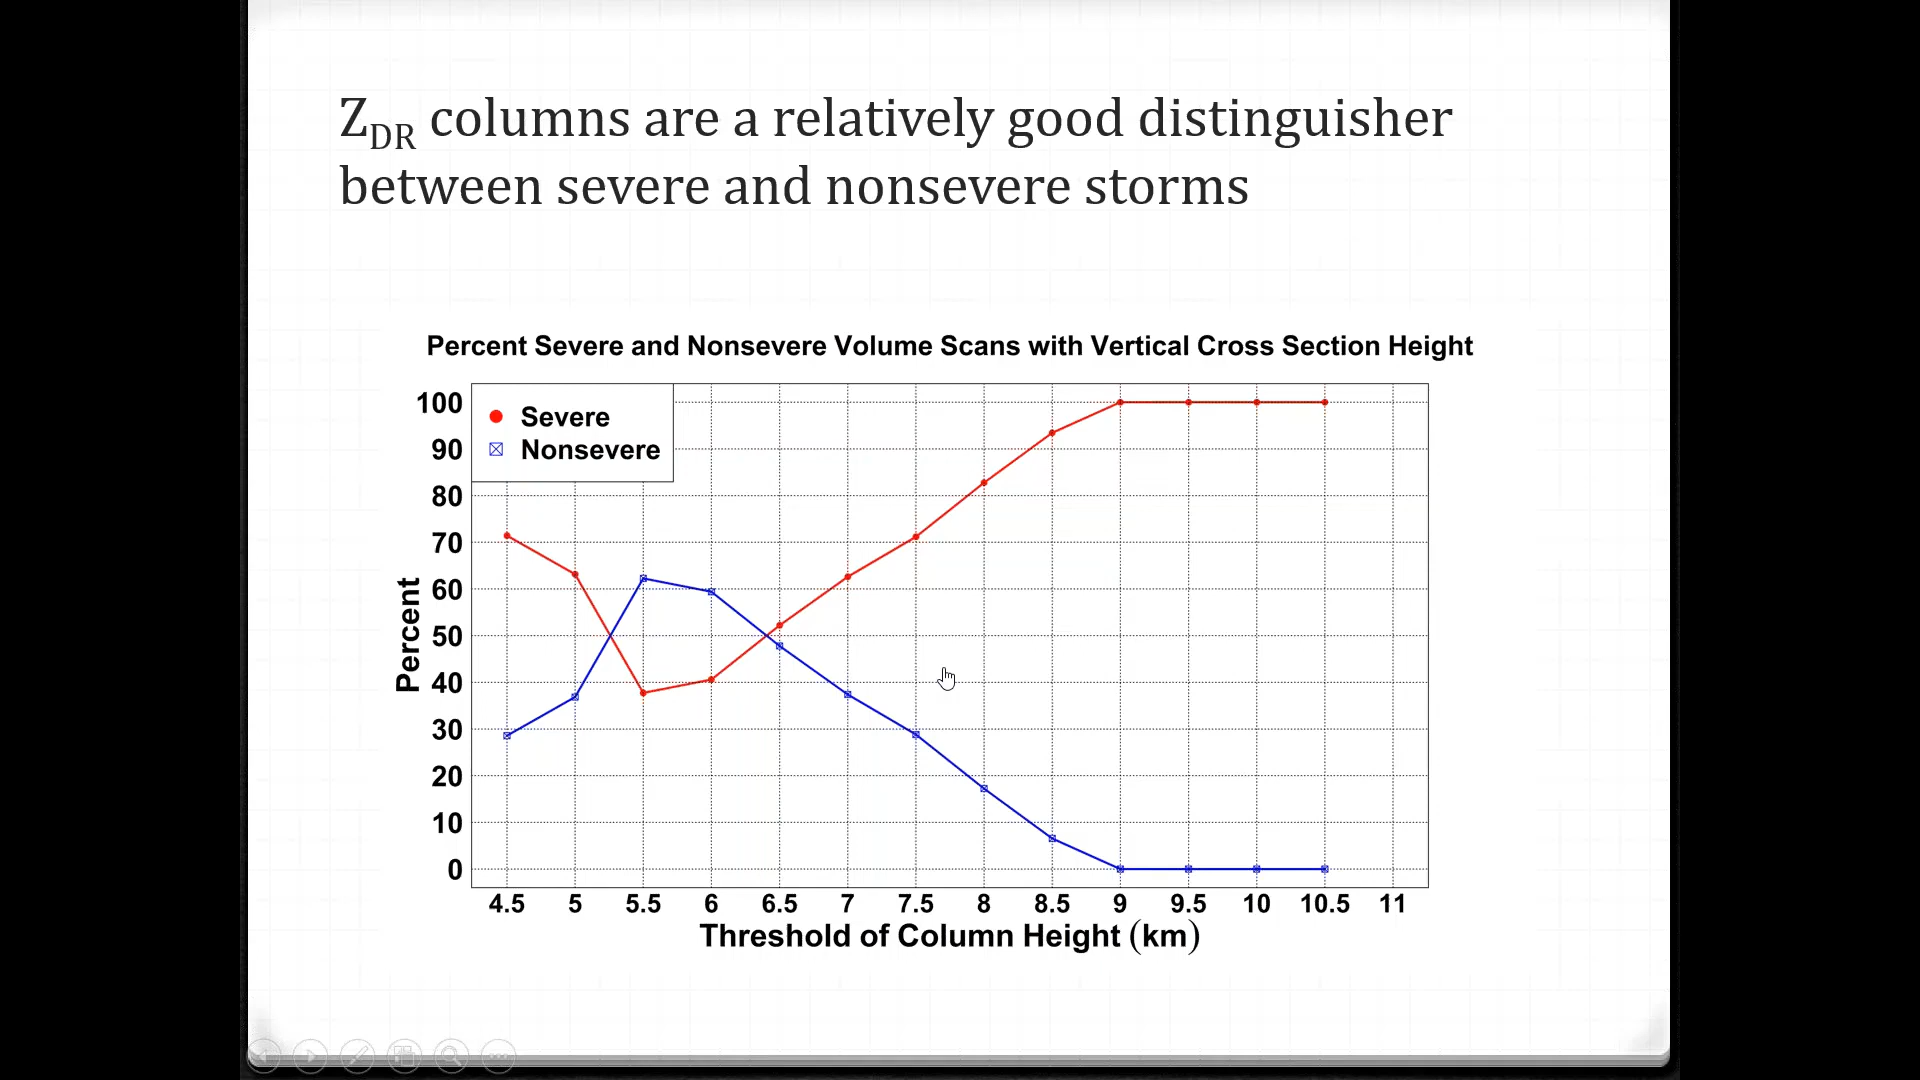 Z_DR columns are a relatively good distinguisher
between severe and nonsevere storms
Percent Severe and Nonsevere Volume Scans with Vertical Cross Section Height
Severe
Nonsevere
100
90
80
70
60
50
40
30
20
10
0
Percent
4.5 5 5.5 6 6.5 7 7.5 8 8.5 9 9.5 10 10.5 11
Threshold of Column Height (km)